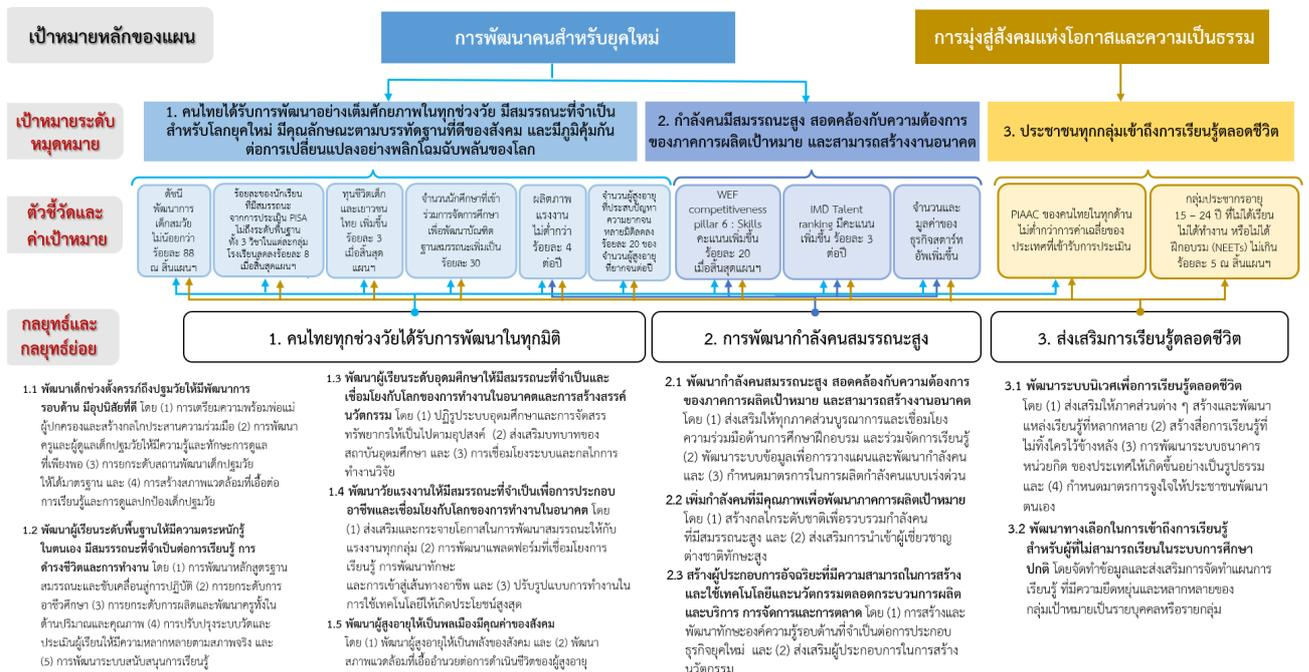 เป้าหมายหลักของแผน
การพัฒนาคนสำหรับยุคใหม่
การมุ่งสู่สังคมแห่งโอกาสและความเป็นธรรม
เป้าหมายระดับ
หมุดหมาย
1. คนไทยได้รับการพัฒนาอย่างเต็มศักยภาพในทุกช่วงวัย มีสมรรถนะที่จำเป็น
สำหรับโลกยุคใหม่ มีคุณลักษณะตามบรรทัดฐานที่ดีของสังคม และมีภูมิคุ้มกัน
ต่อการเปลี่ยนแปลงอย่างพลิกโฉมฉับพลันของโลก
2. กำลังคนมีสมรรถนะสูง สอดคล้องกับความต้องการ
ของภาคการผลิตเป้าหมาย และสามารถสร้างงานอนาคต
3. ประชาชนทุกกลุ่มเข้าถึงการเรียนรู้ตลอดชีวิต
ตัวชี้วัดและ
ค่าเป้าหมาย
ดัชนี
พัฒนาการ
เด็กสมวัย
ไม่น้อยกว่า
ร้อยละ 88
ณ สิ้นแผนฯ
ร้อยละของนักเรียน
ที่มีสมรรถนะ
จากการประเมิน PISA
ไม่ถึงระดับพื้นฐาน
ทั้ง 3 วิชาในแต่ละกลุ่ม
โรงเรียนลดลงร้อยละ 8
เมื่อสิ้นสุดแผนฯ
ทุนชีวิตเด็ก
และเยาวชน
ไทย เพิ่มขึ้น
ร้อยละ 3
เมื่อสิ้นสุด
แผนฯ
จำนวนนักศึกษาที่เข้า
ร่วมการจัดการศึกษา
เพื่อพัฒนาบัณฑิต
ฐานสมรรถนะเพิ่มเป็น
ร้อยละ 30
ผลิตภาพ
แรงงาน
ไม่ต่ำกว่า
ร้อยละ 4
ต่อปี
จำนวนผู้สูงอายุ
ที่ประสบปัญหา
ความยากจน
หลายมิติลดลง
ร้อยละ 20 ของ
จำนวนผู้สูงอายุ
ที่ยากจนต่อปี
WEF
competitiveness
pillar 6 : Skills
คะแนนเพิ่มขึ้น
ร้อยละ 20
เมื่อสิ้นสุดแผนฯ
IMD Talent
ranking มีคะแนน
เพิ่มขึ้น ร้อยละ 3
ต่อปี
จำนวนและ
มูลค่าของ
ธุรกิจสตาร์ท
อัพเพิ่มขึ้น
PIAAC ของคนไทยในทุกด้าน
ไม่ต่ำกว่าการค่าเฉลี่ยของ
ประเทศที่เข้ารับการประเมิน
กลุ่มประชากรอายุ
15 – 24 ปี ที่ไม่ได้เรียน
ไม่ได้ทำงาน หรือไม่ได้
ฝึกอบรม (NEETs) ไม่เกิน
ร้อยละ 5 ณ สิ้นแผนฯ
กลยุทธ์และ
กลยุทธ์ย่อย
1. คนไทยทุกช่วงวัยได้รับการพัฒนาในทุกมิติ
2. การพัฒนากำลังคนสมรรถนะสูง
3. ส่งเสริมการเรียนรู้ตลอดชีวิต
1.1 พัฒนาเด็กช่วงตั้งครรภ์ถึงปฐมวัยให้มีพัฒนาการ
รอบด้าน มีอุปนิสัยที่ดี โดย (1) การเตรียมความพร้อมพ่อแม่
ผู้ปกครองและสร้างกลไกประสานความร่วมมือ (2) การพัฒนา
ครูและผู้ดูแลเด็กปฐมวัยให้มีความรู้และทักษะการดูแล
ที่เพียงพอ (3) การยกระดับสถานพัฒนาเด็กปฐมวัย
ให้ได้มาตรฐาน และ (4) การสร้างสภาพแวดล้อมที่เอื้อต่อ
การเรียนรู้และการดูแลปกป้องเด็กปฐมวัย
1.2 พัฒนาผู้เรียนระดับพื้นฐานให้มีความตระหนักรู้
ในตนเอง มีสมรรรถนะที่จำเป็นต่อการเรียนรู้ การ
ดำรงชีวิตและการทำงาน โดย (1) การพัฒนาหลักสูตรฐาน
สมรรถนะและขับเคลื่อนสู่การปฏิบัติ (2) การยกระดับการ
อาชีวศึกษา (3) การยกระดับการผลิตและพัฒนาครูทั้งใน
ด้านปริมาณและคุณภาพ (4) การปรับปรุงระบบวัดและ
ประเมินผู้เรียนให้มีความหลากหลายตามสภาพจริง และ
(5) การพัฒนาระบบสนับสนุนการเรียนรู้
1.3 พัฒนาผู้เรียนระดับอุดมศึกษาให้มีสมรรถนะที่จำเป็นและ
เชื่อมโยงกับโลกของการทำงานในอนาคตและการสร้างสรรค์
นวัตกรรม โดย (1) ปฏิรูประบบอุดมศึกษาและการจัดสรร
ทรัพยากรให้เป็นไปตามอุปสงค์ (2) ส่งเสริมบทบาทของ
สถาบันอุดมศึกษา และ (3) การเชื่อมโยงระบบและกลไกการ
ทำงานวิจัย
1.4 พัฒนาวัยแรงงานให้มีสมรรถนะที่จำเป็นเพื่อการประกอบ
อาชีพและเชื่อมโยงกับโลกของการทำงานในอนาคต โดย
(1) ส่งเสริมและกระจายโอกาสในการพัฒนาสมรรถนะให้กับ
แรงงานทุกกลุ่ม (2) การพัฒนาแพลตฟอร์มที่เชื่อมโยงการ
เรียนรู้ การพัฒนาทักษะ
และการเข้าสู่เส้นทางอาชีพ และ (3) ปรับรูปแบบการทำงานใน
การใช้เทคโนโลยีให้เกิดประโยชน์สูงสุด
1.5 พัฒนาผู้สูงอายุให้เป็นพลเมืองมีคุณค่าของสังคม
โดย (1) พัฒนาผู้สูงอายุให้เป็นพลังของสังคม และ (2) พัฒนา
สภาพแวดล้อมที่เอื้ออำนวยต่อการดำเนินชีวิตของผู้สูงอายุ
2.1 พัฒนากำลังคนสมรรถนะสูง สอดคล้องกับความต้องการ
ของภาคการผลิตเป้าหมาย และสามารถสร้างงานอนาคต
โดย (1) ส่งเสริมให้ทุกภาคส่วนบูรณาการและเชื่อมโยง
ความร่วมมือด้านการศึกษาฝึกอบรม และร่วมจัดการเรียนรู้
(2) พัฒนาระบบข้อมูลเพื่อการวางแผนและพัฒนากำลังคน
และ (3) กำหนดมาตรการในการผลิตกำลังคนแบบเร่งด่วน
2.2 เพิ่มกำลังคนที่มีคุณภาพเพื่อพัฒนาภาคการผลิตเป้าหมาย
โดย (1) สร้างกลไกระดับชาติเพื่อรวบรวมกำลังคน
ที่มีสมรรถนะสูง และ (2) ส่งเสริมการนำเข้าผู้เชี่ยวชาญ
ต่างชาติทักษะสูง
2.3 สร้างผู้ประกอบการอัจฉริยะที่มีความสามารถในการสร้าง
และใช้เทคโนโลยีและนวัตกรรมตลอดกระบวนการผลิต
และบริการ การจัดการและการตลาด โดย (1) การสร้างและ
พัฒนาทักษะองค์ความรู้รอบด้านที่จำเป็นต่อการประกอบ
ธุรกิจยุคใหม่ และ (2) ส่งเสริมผู้ประกอบการในการสร้าง
นวัตกรรม
3.1 พัฒนาระบบนิเวศเพื่อการเรียนรู้ตลอดชีวิต
โดย (1) ส่งเสริมให้ภาคส่วนต่าง ๆ สร้างและพัฒนา
แหล่งเรียนรู้ที่หลากหลาย (2) สร้างสื่อการเรียนรู้ที่
ไม่ทิ้งใครไว้ข้างหลัง (3) การพัฒนาระบบธนาคาร
หน่วยกิต ของประเทศให้เกิดขึ้นอย่างเป็นรูปธรรม
และ (4) กำหนดมาตรการจูงใจให้ประชาชนพัฒนา
ตนเอง
3.2 พัฒนาทางเลือกในการเข้าถึงการเรียนรู้
สำหรับผู้ที่ไม่สามารถเรียนในระบบการศึกษา
ปกติ โดยจัดทำข้อมูลและส่งเสริมการจัดทำแผนการ
เรียนรู้ ที่มีความยืดหยุ่นและหลากหลายของ
กลุ่มเป้าหมายเป็นรายบุคคลหรือรายกลุ่ม